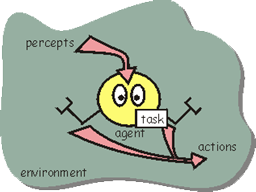 percepts
task
agent
actions
environment